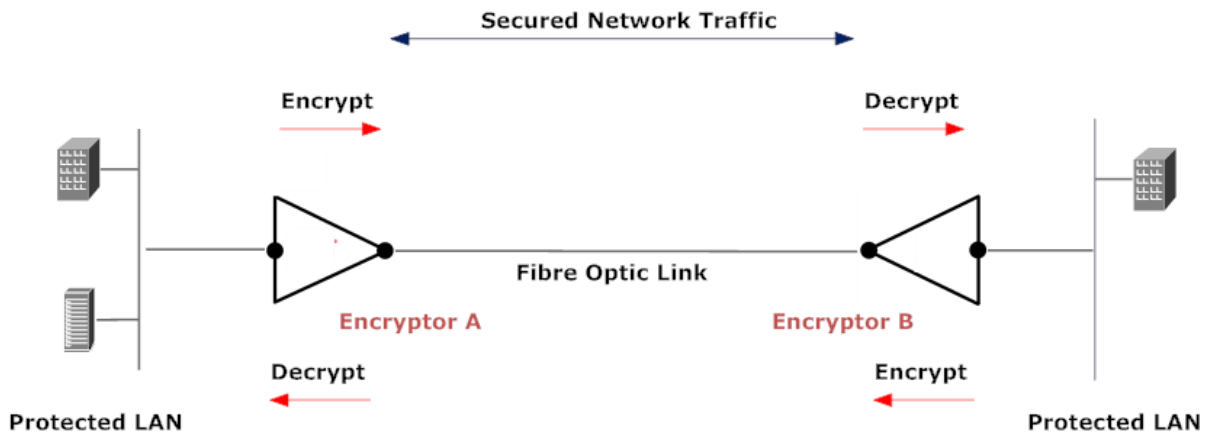 Secured Network Traffic
Encrypt
Decrypt
Fibre Optic Link
Encryptor A
Encryptor B
Decrypt
Encrypt
Protected LAN
Protected LAN